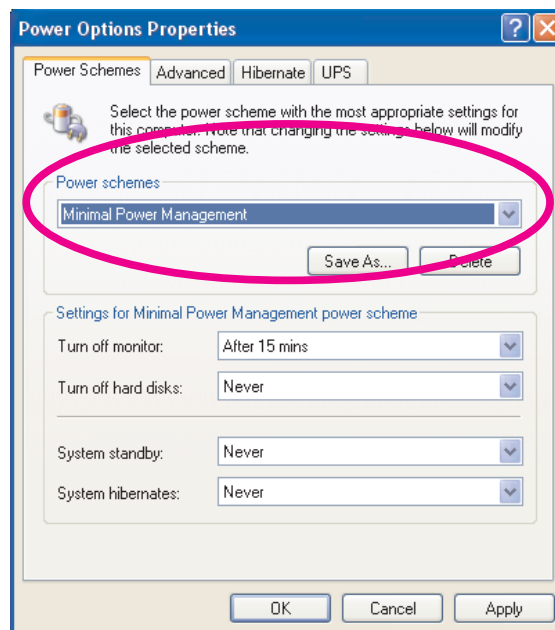 Power Options Properties
Power Schemes Advanced Hibernate UPS
Select the power scheme with the most appropriate settings for
this computer. Note that changing the settings below will modify
the selected scheme.
Power schemes
Minimal Power Management
Save As... Delete
Settings for Minimal Power Management power scheme
Turn off monitor: After 15 mins
Turn off hard disks: Never
System standby: Never
System hibernates: Never
OK Cancel Apply